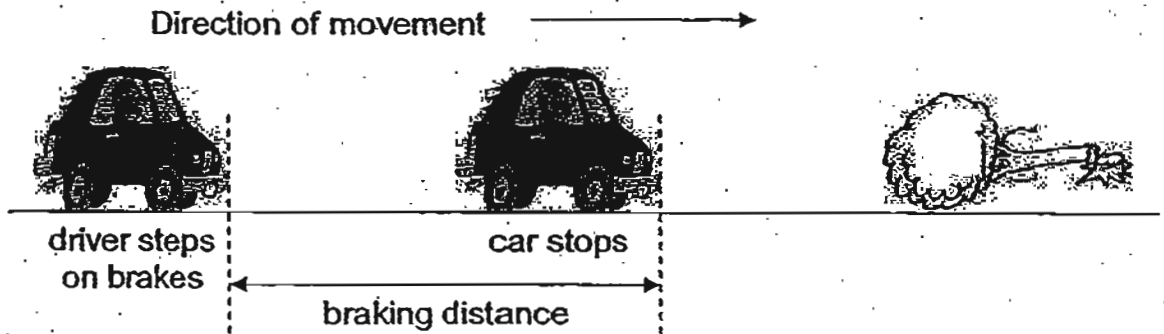 Direction of movement
driver steps
on brakes
car stops
braking distance